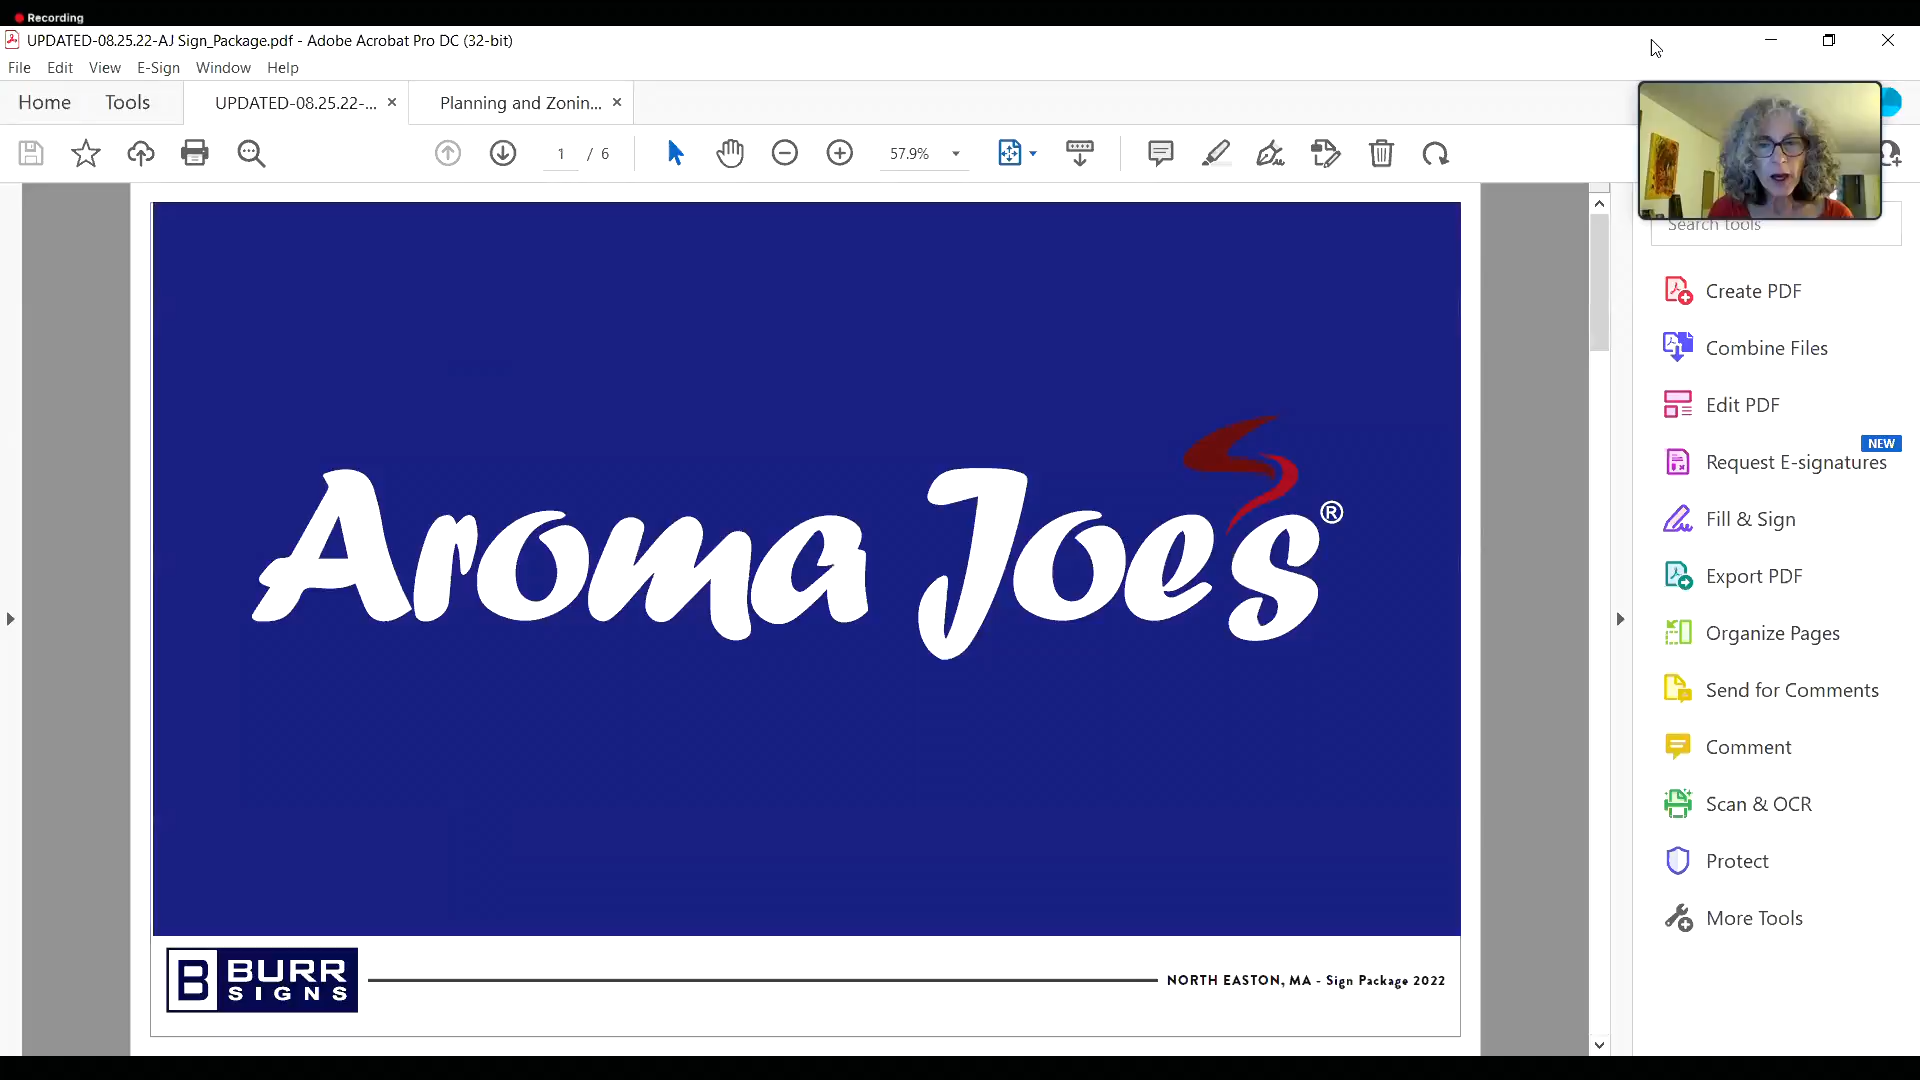 Recording
UPDATED-08.25.22-AJ Sign_Package.pdf - Adobe Acrobat Pro DC (32-bit)
File Edit View E-Sign Window Help
Home Tools UPDATED-08.25.22-... Planning and Zonin...
1 / 6 57.9%
Search tools
Create PDF
Combine Files
Edit PDF
NEW
Request E-signatures
Fill & Sign
Export PDF
Organize Pages
Send for Comments
Comment
Scan & OCR
Protect
More Tools
Aroma Joe's®
B BURR
SIGNS
NORTH EASTON, MA - Sign Package 2022